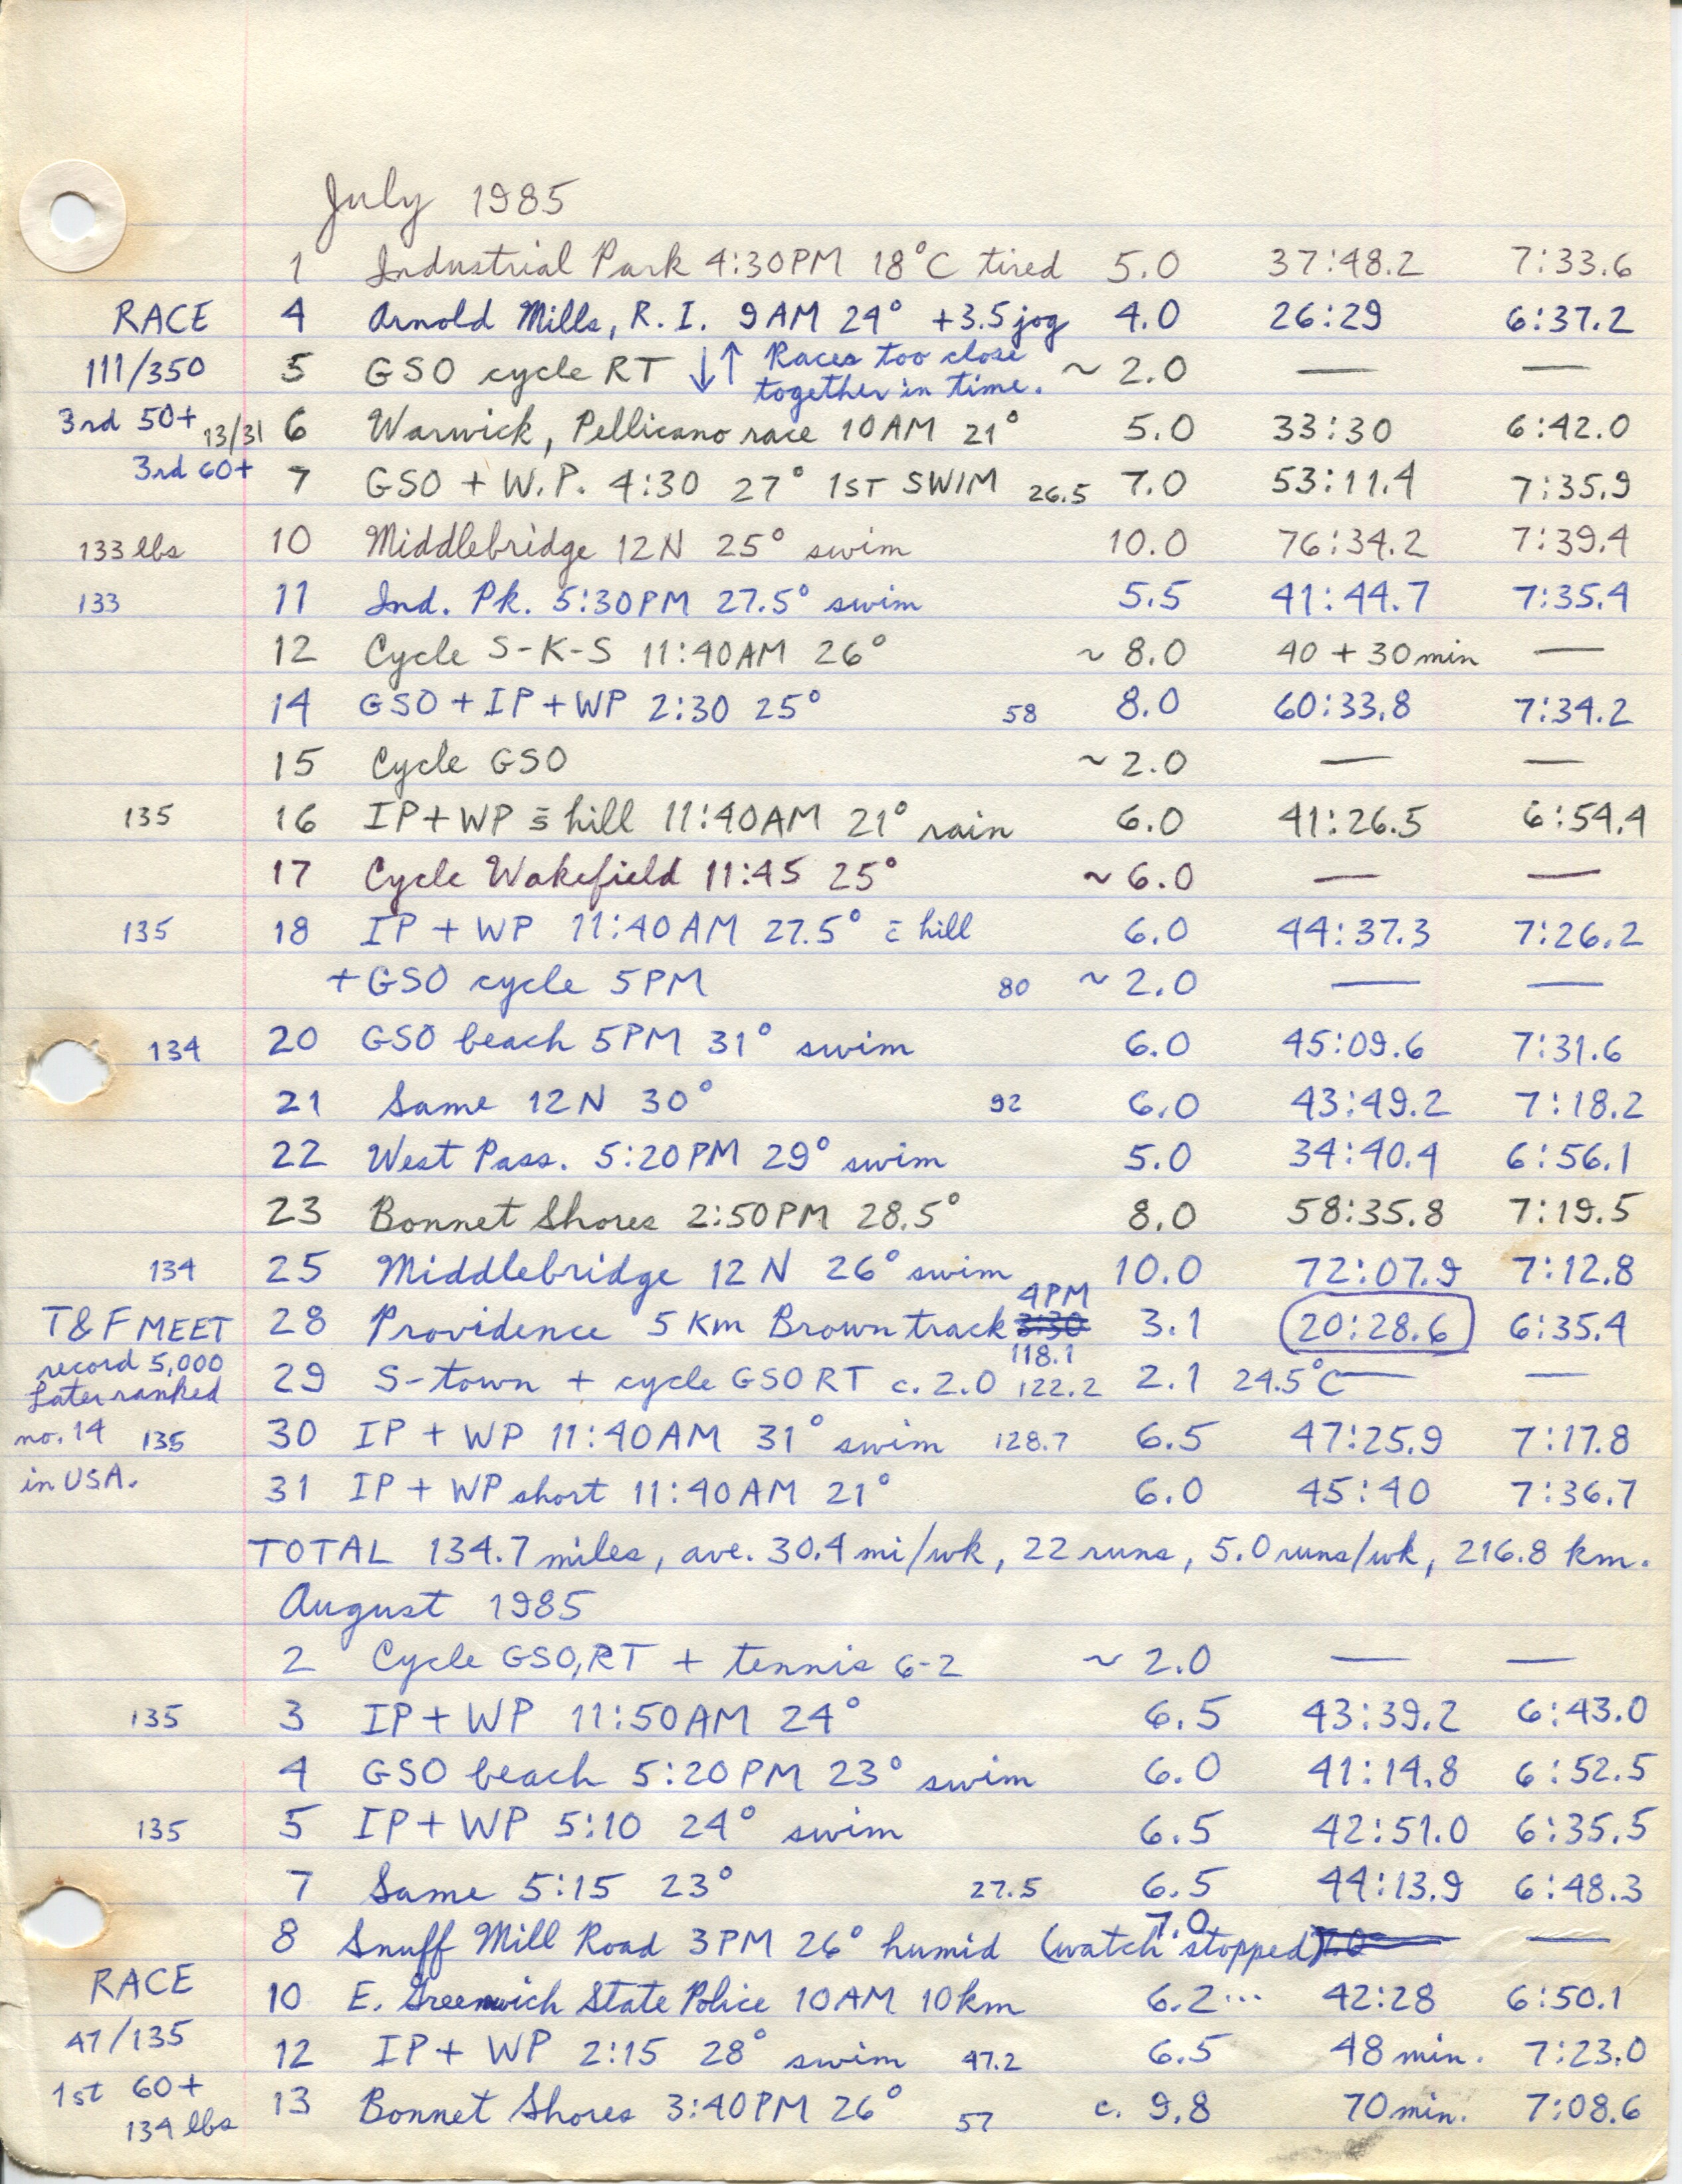 July 1985
1 Industrial Park 4:30PM 18°C tired 5.0 37:48.2 7:33.6
RACE 4 Arnold Mills, R.I. 9AM 24° +3.5 jog 4.0 26:29 6:37.2
111/350 5 GSO cycle RT ↓↑ Races too close together in time. ~2.0 — —
3rd 50+ 13/31 6 Warwick, Pellicano race 10AM 21° 5.0 33:30 6:42.0
3rd 60+ 7 GSO + W.P. 4:30 27° 1ST SWIM 26.5 7.0 53:11.4 7:35.9
133 lbs 10 Middlebridge 12N 25° swim 10.0 76:34.2 7:39.4
133 11 Ind. Pk. 5:30PM 27.5° swim 5.5 41:44.7 7:35.4
12 Cycle S-K-S 11:40AM 26° ~8.0 40 + 30 min —
14 GSO + IP + WP 2:30 25° 58 8.0 60:33.8 7:34.2
15 Cycle GSO ~2.0 — —
135 16 IP + WP s̄ hill 11:40AM 21° rain 6.0 41:26.5 6:54.4
17 Cycle Wakefield 11:45 25° ~6.0 — —
135 18 IP + WP 11:40AM 27.5° c̄ hill 6.0 44:37.3 7:26.2
+ GSO cycle 5PM 80 ~2.0 — —
134 20 GSO beach 5PM 31° swim 6.0 45:09.6 7:31.6
21 Same 12N 30° 92 6.0 43:49.2 7:18.2
22 West Pass. 5:20PM 29° swim 5.0 34:40.4 6:56.1
23 Bonnet Shores 2:50PM 28.5° 8.0 58:35.8 7:19.5
134 25 Middlebridge 12N 26° swim 10.0 72:07.9 7:12.8
T&F MEET 28 Providence 5 Km Brown track 3:30 4PM 3.1 20:28.6 6:35.4
record 5,000
Later ranked 29 S-town + cycle GSO RT c. 2.0 118.1 122.2 2.1 24.5°C — —
no. 14 135 30 IP + WP 11:40AM 31° swim 128.7 6.5 47:25.9 7:17.8
in USA. 31 IP + WP short 11:40AM 21° 6.0 45:40 7:36.7
TOTAL 134.7 miles, ave. 30.4 mi/wk, 22 runs, 5.0 runs/wk, 216.8 km.
August 1985
2 Cycle GSO, RT + tennis 6-2 ~2.0 — —
135 3 IP + WP 11:50AM 24° 6.5 43:39.2 6:43.0
4 GSO beach 5:20PM 23° swim 6.0 41:14.8 6:52.5
135 5 IP + WP 5:10 24° swim 6.5 42:51.0 6:35.5
7 Same 5:15 23° 27.5 6.5 44:13.9 6:48.3
8 Snuff Mill Road 3PM 26° humid (watch stopped) 7.0 7.0 —
RACE 10 E. Greenwich State Police 10AM 10km 6.2... 42:28 6:50.1
47/135 12 IP + WP 2:15 28° swim 47.2 6.5 48 min. 7:23.0
1st 60+ 13 Bonnet Shores 3:40PM 26° 57 c. 9.8 70 min. 7:08.6
134 lbs